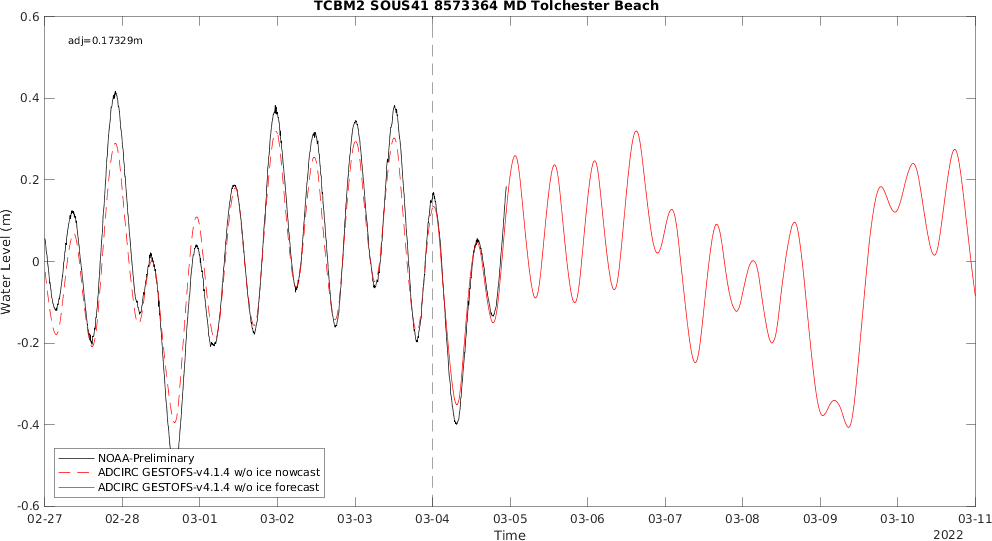 TCBM2 SOUS41 8573364 MD Tolchester Beach
adj=0.17329m
0.6
0.4
0.2
0
-0.2
-0.4
-0.6
Water Level (m)
NOAA-Preliminary
ADCIRC GESTOFS-v4.1.4 w/o ice nowcast
ADCIRC GESTOFS-v4.1.4 w/o ice forecast
02-27 02-28 03-01 03-02 03-03 03-04 03-05 03-06 03-07 03-08 03-09 03-10 03-11
Time
2022